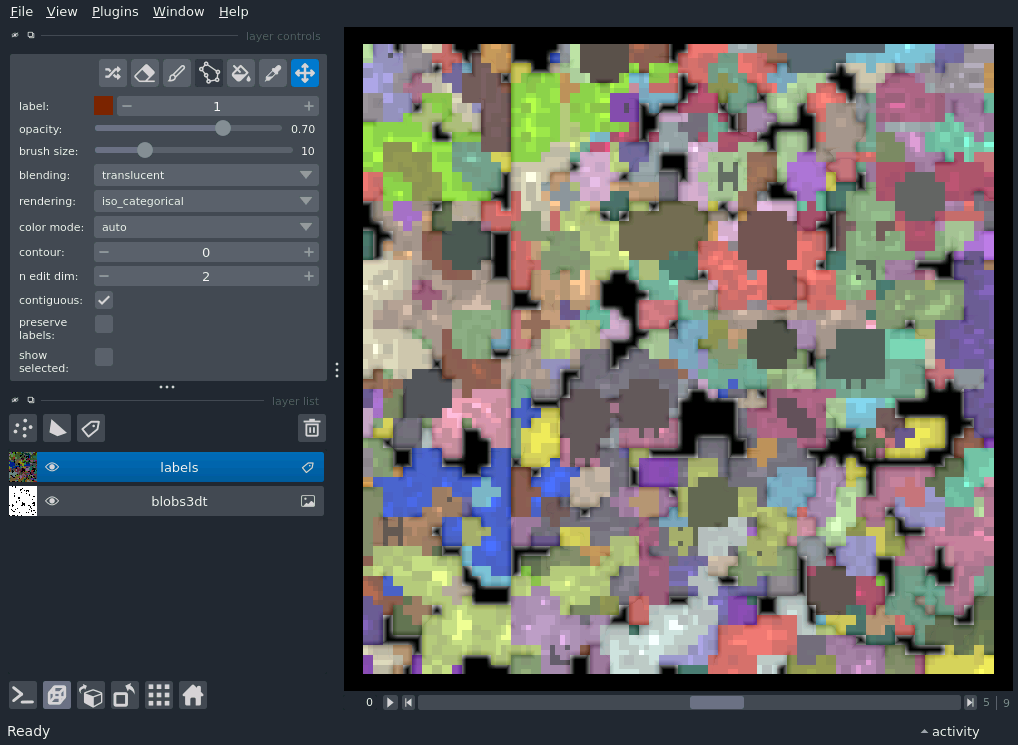 File View Plugins Window Help
layer controls
label: 1
opacity: 0.70
brush size: 10
blending: translucent
rendering: iso_categorical
color mode: auto
contour: 0
n edit dim: 2
contiguous:
preserve
labels:
show
selected:
layer list
labels
blobs3dt
0 5 | 9
Ready activity